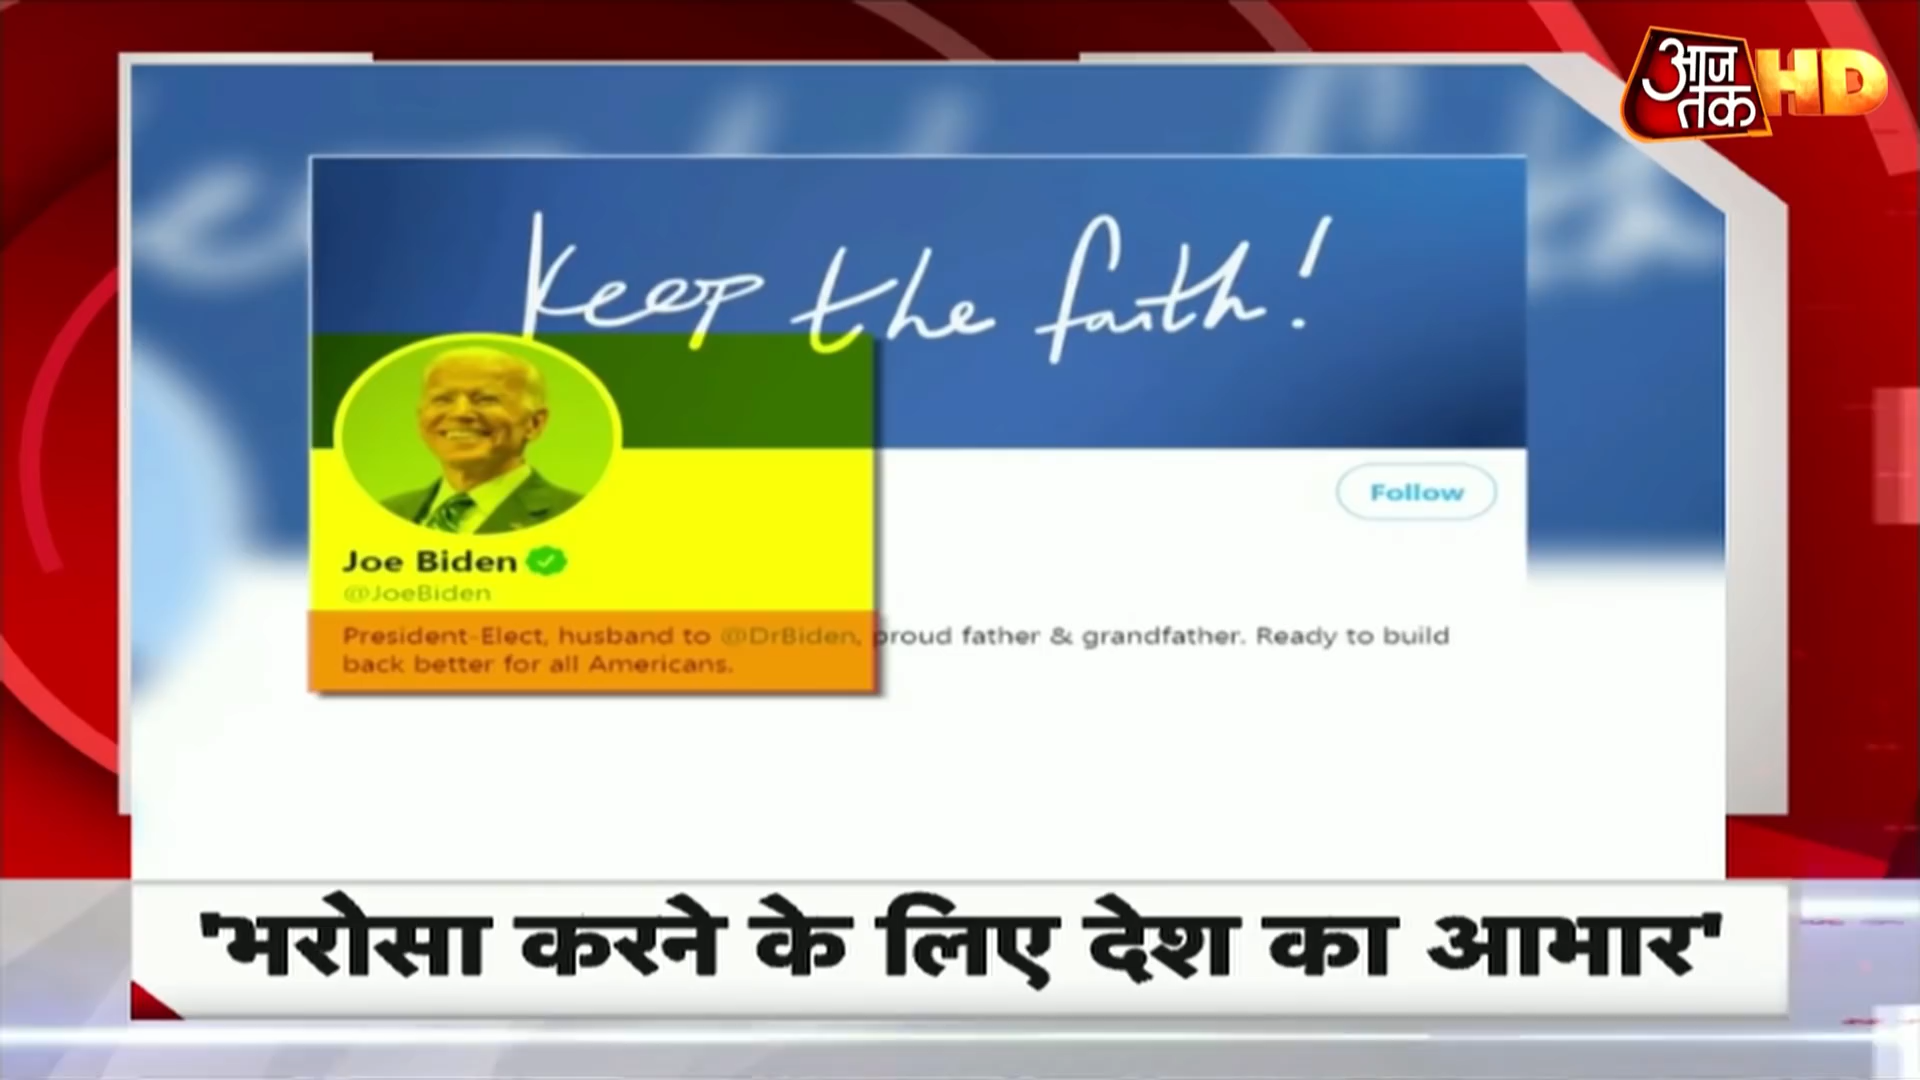 आज तक HD
Keep the faith!
Follow
Joe Biden
@JoeBiden
President-Elect, husband to @DrBiden, proud father & grandfather. Ready to build
back better for all Americans.
'भरोसा करने के लिए देश का आभार'